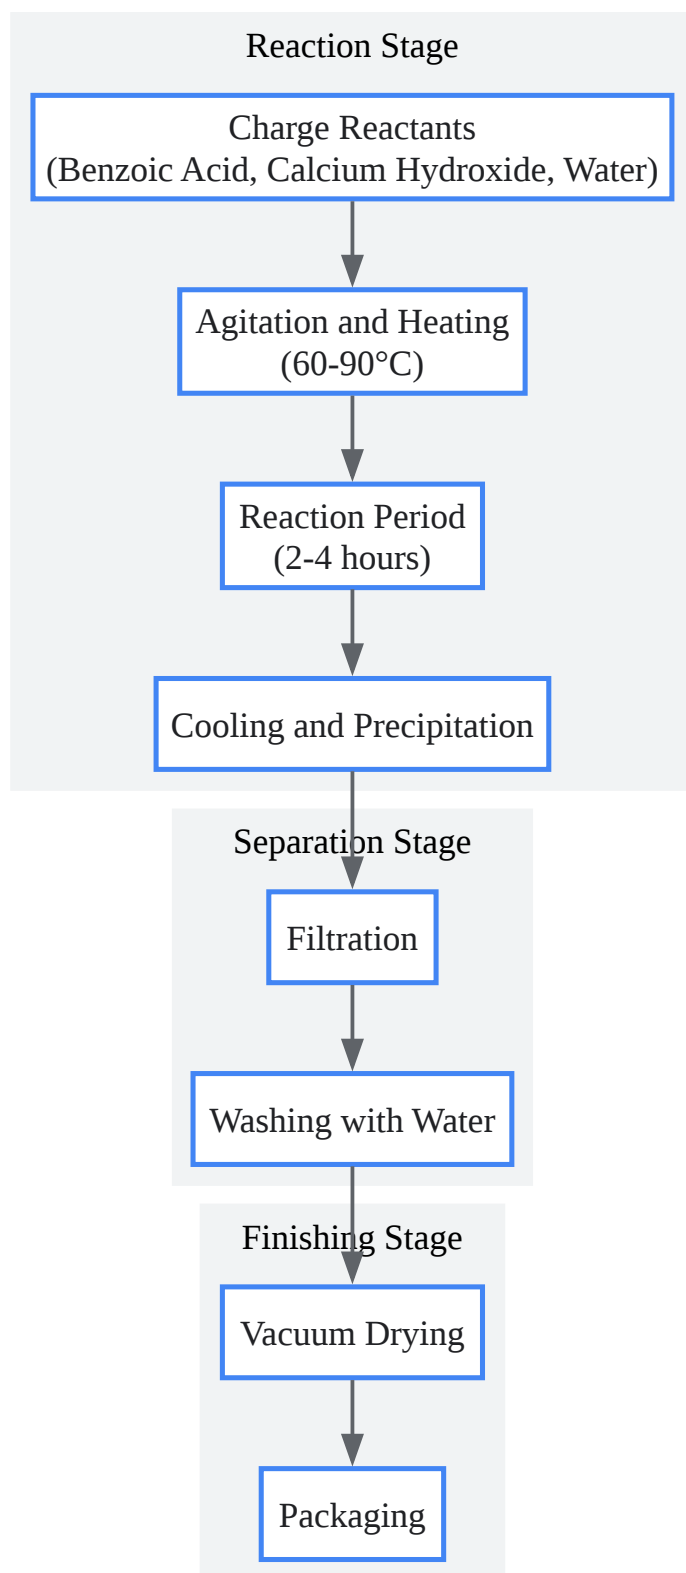 Reaction Stage
Charge Reactants
(Benzoic Acid, Calcium Hydroxide, Water)
Agitation and Heating
(60-90°C)
Reaction Period
(2-4 hours)
Cooling and Precipitation
Separation Stage
Filtration
Washing with Water
Finishing Stage
Vacuum Drying
Packaging